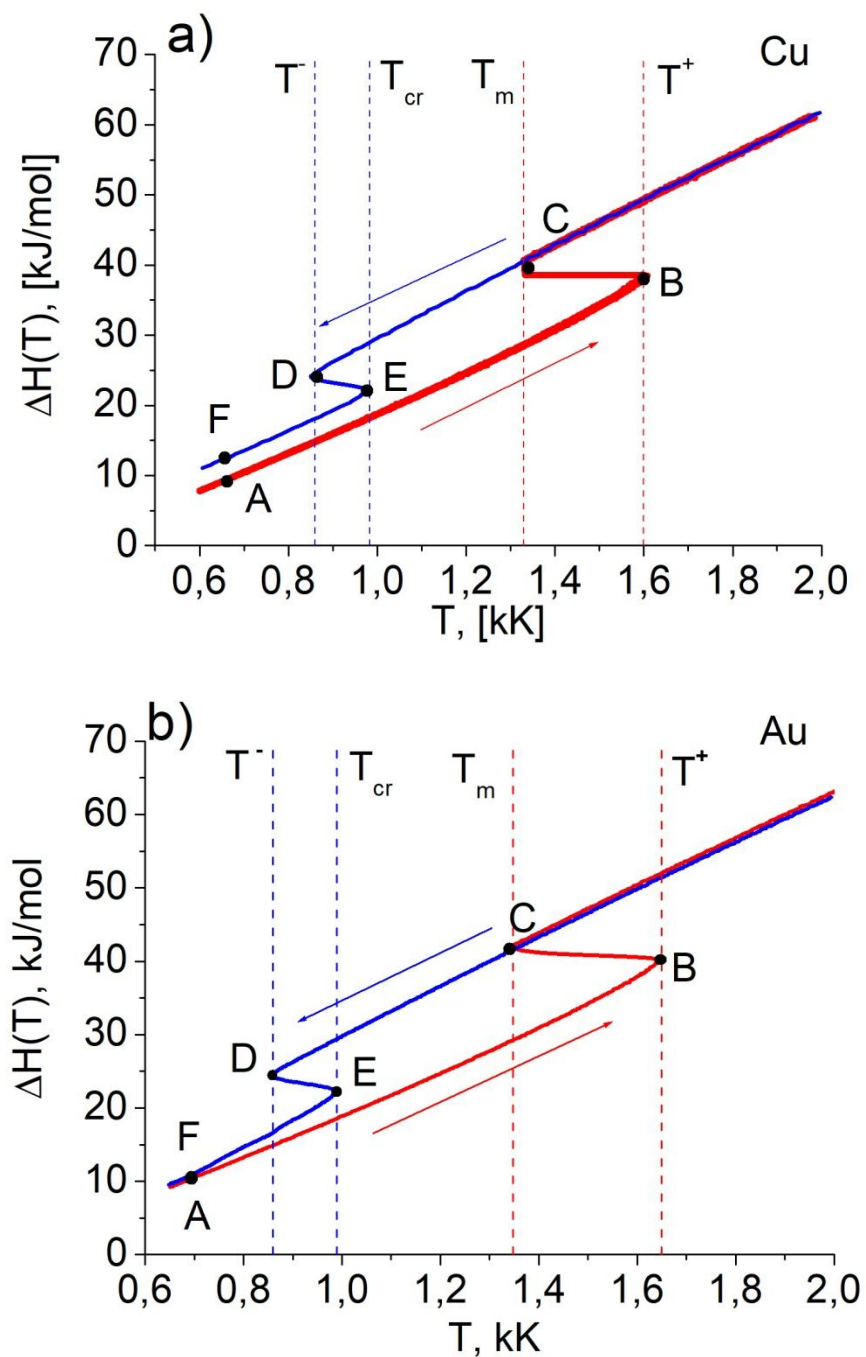 a)
Cu
T⁻
T_cr
T_m
T⁺
70
60
50
40
30
20
10
0
ΔH(T), [kJ/mol]
C
B
D
E
F
A
0,6 0,8 1,0 1,2 1,4 1,6 1,8 2,0
T, [kK]
b)
Au
T⁻
T_cr
T_m
T⁺
70
60
50
40
30
20
10
0
ΔH(T), kJ/mol
C
B
D
E
F
A
0,6 0,8 1,0 1,2 1,4 1,6 1,8 2,0
T, kK